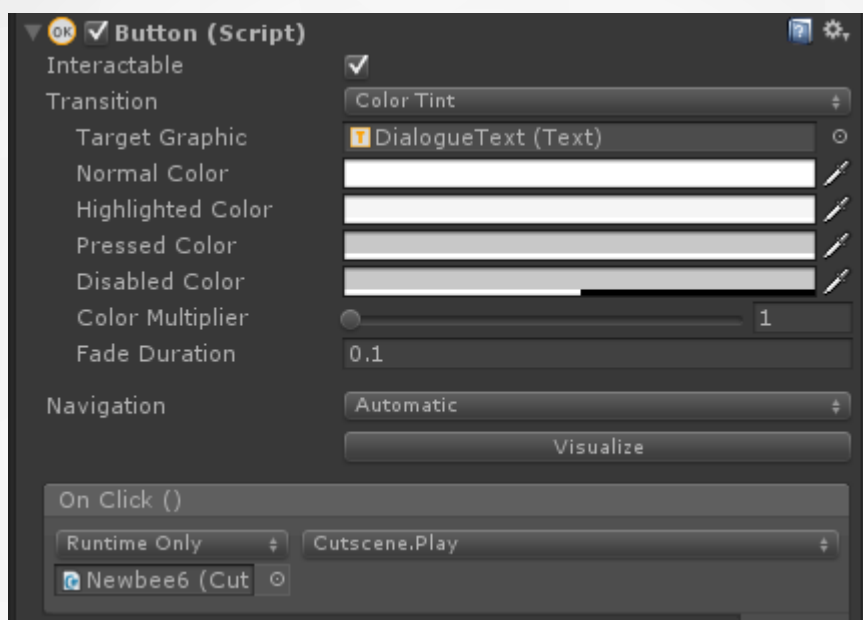 OK Button (Script)
Interactable
Transition Color Tint
Target Graphic T DialogueText (Text)
Normal Color
Highlighted Color
Pressed Color
Disabled Color
Color Multiplier 1
Fade Duration 0.1
Navigation Automatic
Visualize
On Click ()
Runtime Only Cutscene.Play
Newbee6 (Cut